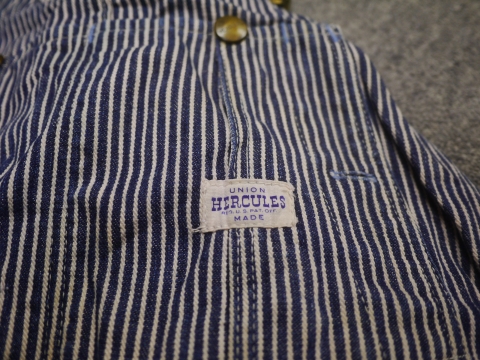 UNION
HERCULES
REG. U.S. PAT. OFF.
MADE